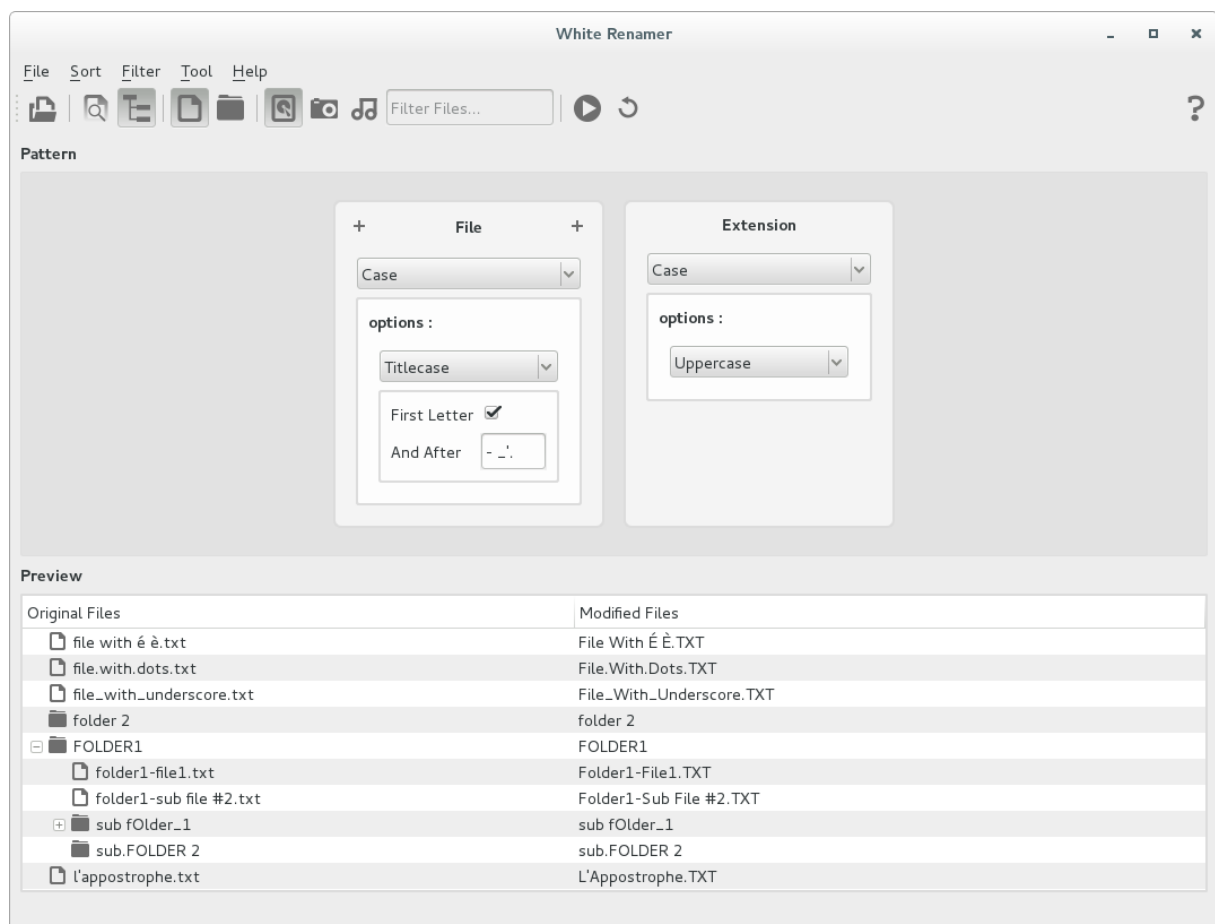 White Renamer
File Sort Filter Tool Help
Filter Files...
Pattern
+ File +
Case
options :
Titlecase
First Letter
And After - _'.
Extension
Case
options :
Uppercase
Preview
Original Files Modified Files
file with é è.txt File With É È.TXT
file.with.dots.txt File.With.Dots.TXT
file_with_underscore.txt File_With_Underscore.TXT
folder 2 folder 2
FOLDER1 FOLDER1
folder1-file1.txt Folder1-File1.TXT
folder1-sub file #2.txt Folder1-Sub File #2.TXT
sub fOlder_1 sub fOlder_1
sub.FOLDER 2 sub.FOLDER 2
l'appostrophe.txt L'Appostrophe.TXT